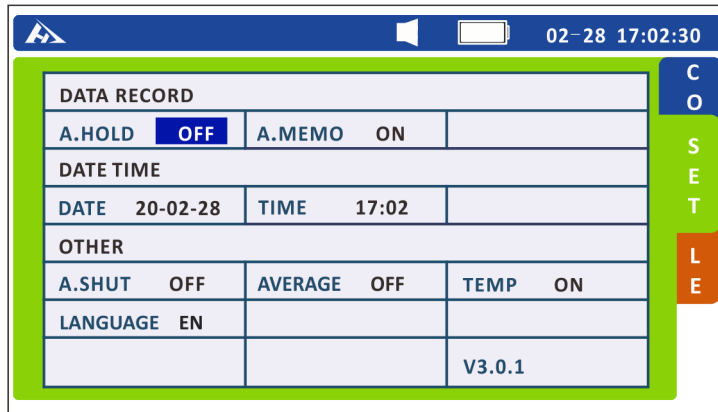 02-28 17:02:30
DATA RECORD
A.HOLD OFF A.MEMO ON
DATE TIME
DATE 20-02-28 TIME 17:02
OTHER
A.SHUT OFF AVERAGE OFF TEMP ON
LANGUAGE EN
V3.0.1
CO
SET
LE